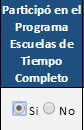 Participó en el
Programa
Escuelas de
Tiempo
Completo
Si No